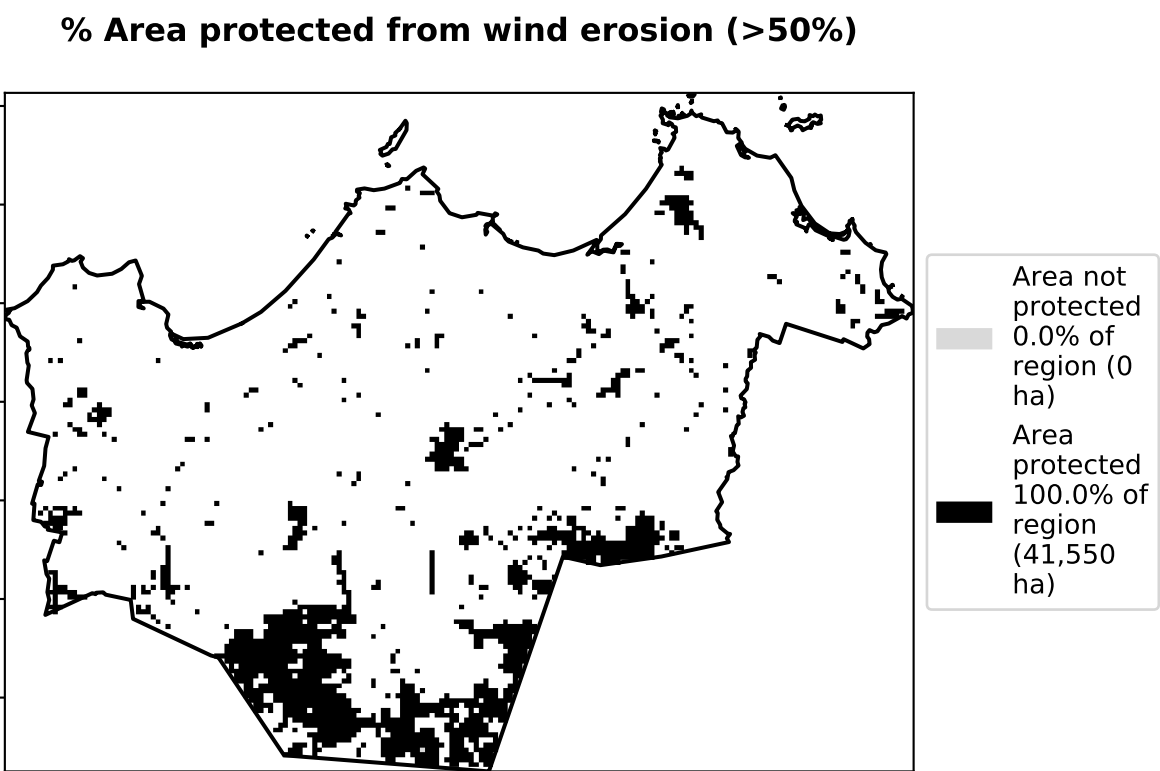 % Area protected from wind erosion (>50%)
Area not
protected
0.0% of
region (0
ha)
Area
protected
100.0% of
region
(41,550
ha)